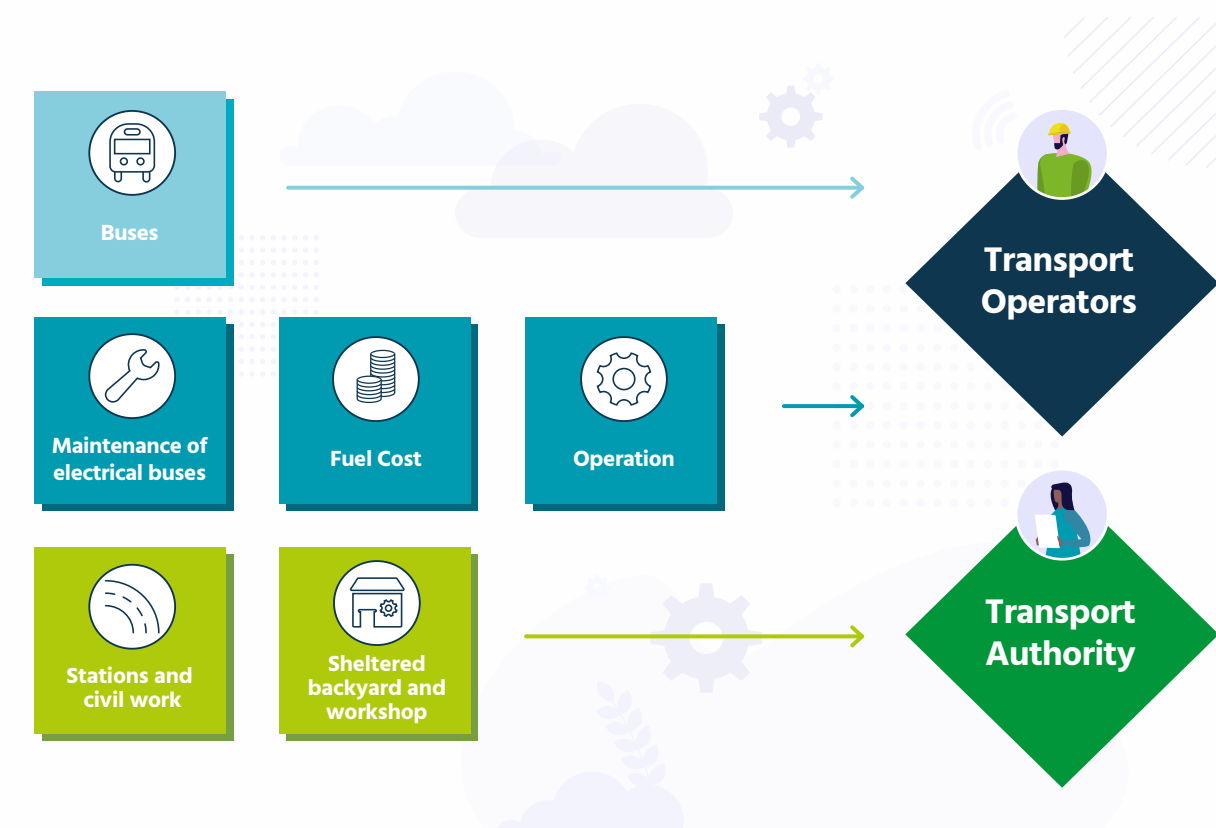 Buses
Transport
Operators
Maintenance of
electrical buses
Fuel Cost
Operation
Stations and
civil work
Sheltered
backyard and
workshop
Transport
Authority